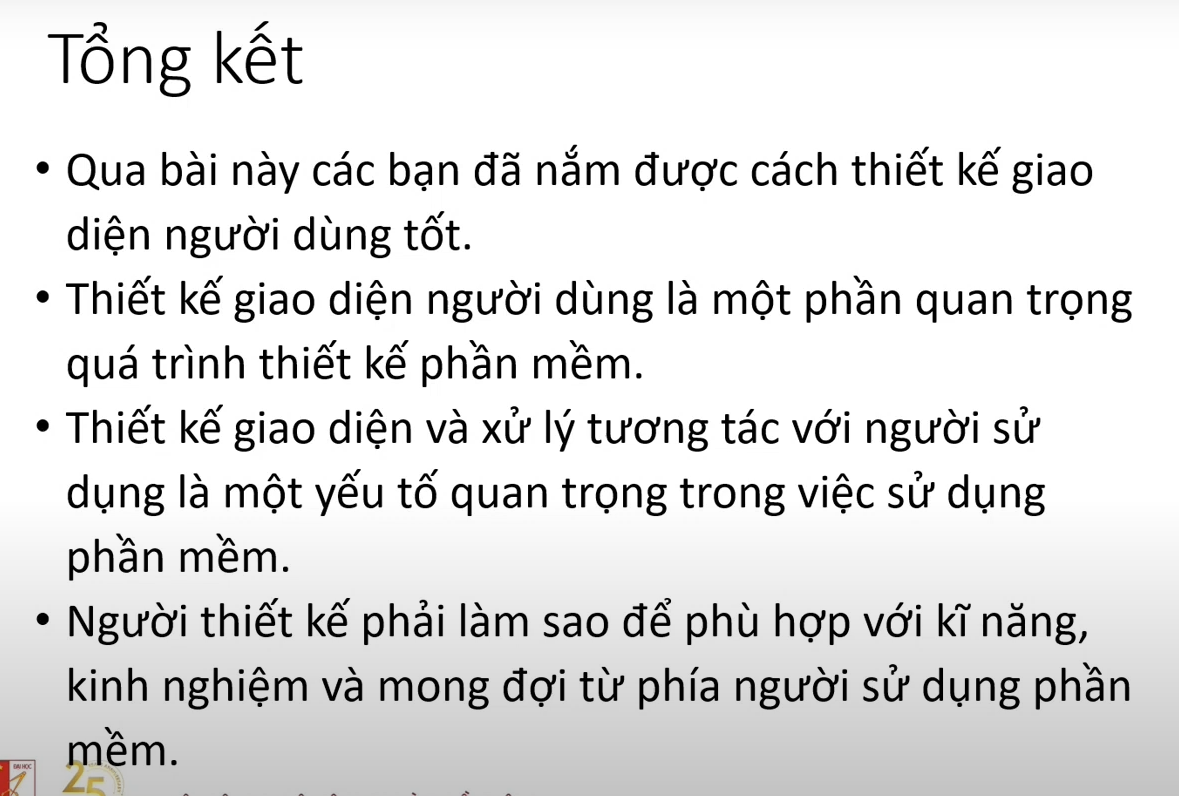 Tổng kết
• Qua bài này các bạn đã nắm được cách thiết kế giao
diện người dùng tốt.
• Thiết kế giao diện người dùng là một phần quan trọng
quá trình thiết kế phần mềm.
• Thiết kế giao diện và xử lý tương tác với người sử
dụng là một yếu tố quan trọng trong việc sử dụng
phần mềm.
• Người thiết kế phải làm sao để phù hợp với kĩ năng,
kinh nghiệm và mong đợi từ phía người sử dụng phần
mềm.
ĐẠI HỌC
25